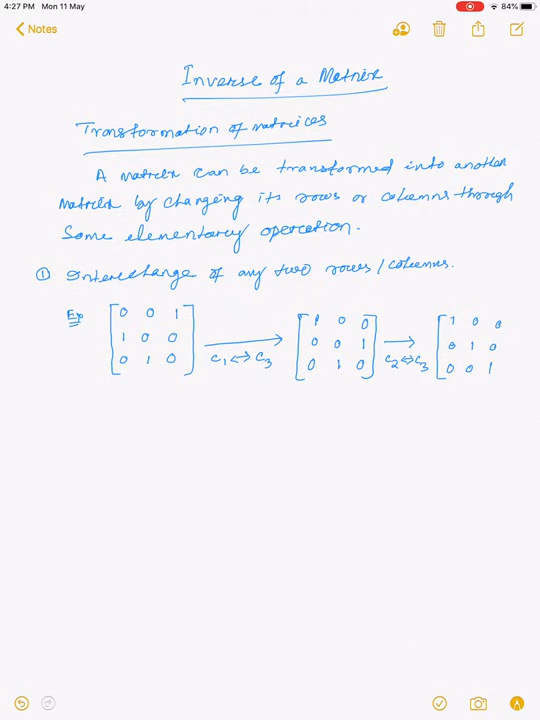 4:27 PM Mon 11 May
84%
Notes
Inverse of a Matrix
Transformation of matrices
A matrix can be transformed into another
matrix by changing its rows or columns through
some elementary operation.
① Interchange of any two rows/columns.
Ex [0 0 1 [1 0 0 [1 0 0
1 0 0 0 0 1 0 1 0
0 1 0] C₁↔C₃ 0 1 0] C₂↔C₃ 0 0 1